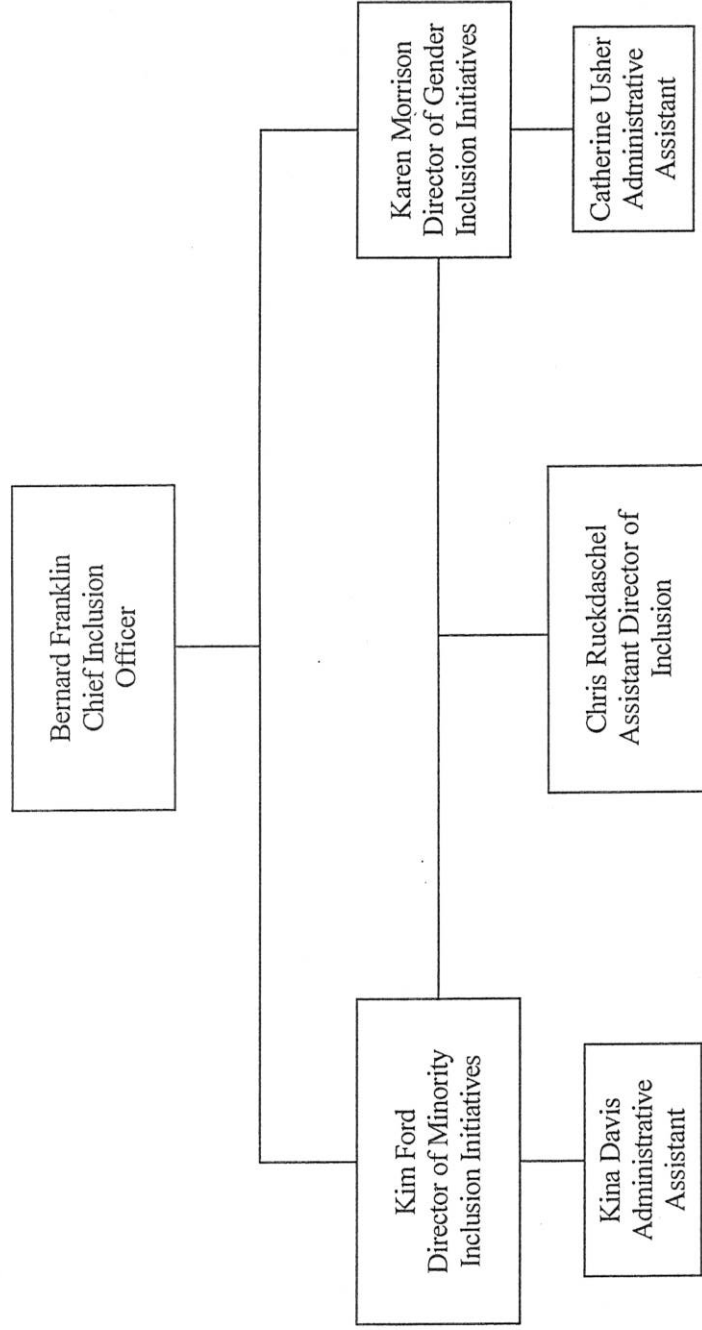 Bernard Franklin
Chief Inclusion
Officer
Kim Ford
Director of Minority
Inclusion Initiatives
Karen Morrison
Director of Gender
Inclusion Initiatives
Kina Davis
Administrative
Assistant
Chris Ruckdaschel
Assistant Director of
Inclusion
Catherine Usher
Administrative
Assistant